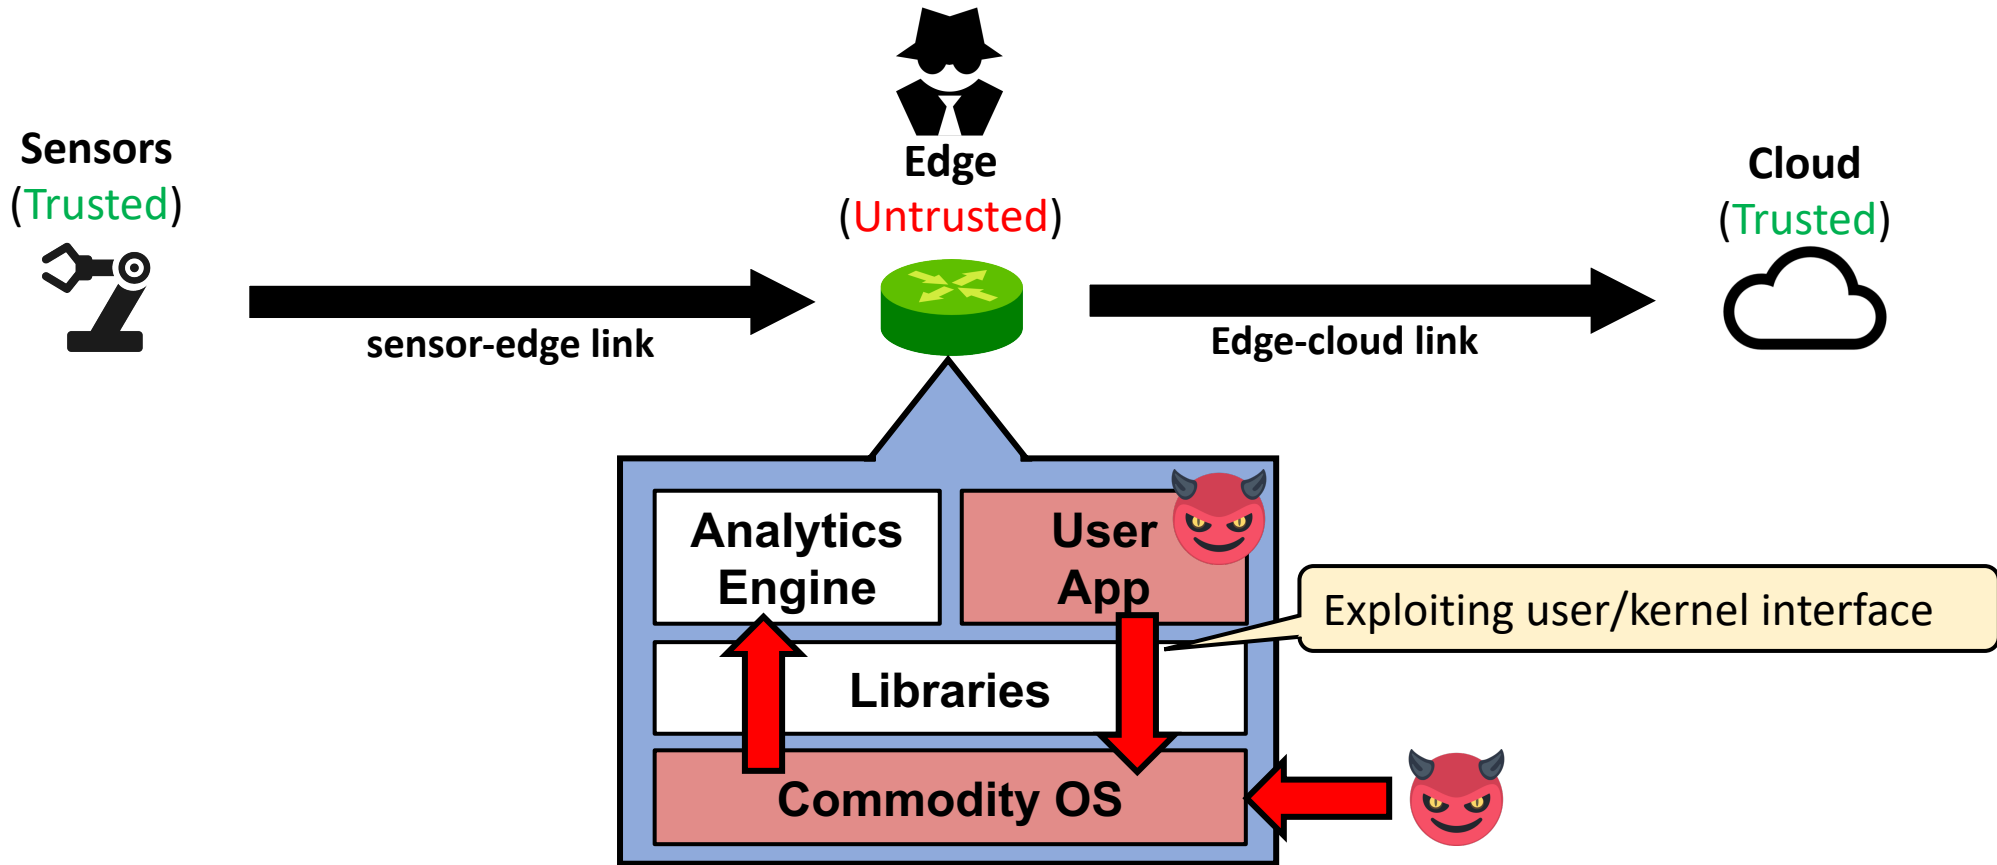 Sensors
(Trusted)
sensor-edge link
Edge
(Untrusted)
Edge-cloud link
Cloud
(Trusted)
Analytics
Engine
User
App
Exploiting user/kernel interface
Libraries
Commodity OS